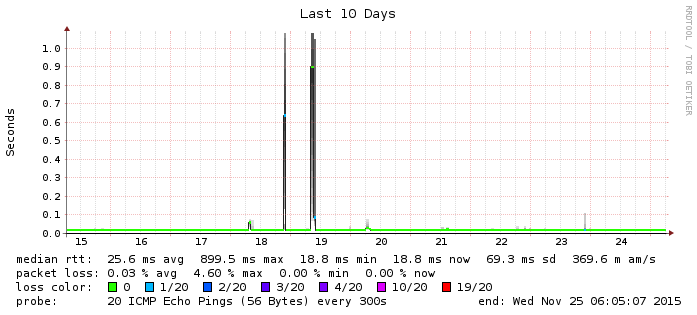 Last 10 Days
RRDTOOL / TOBI OETIKER
Seconds
1.0
0.9
0.8
0.7
0.6
0.5
0.4
0.3
0.2
0.1
0.0
15 16 17 18 19 20 21 22 23 24
median rtt: 25.6 ms avg 899.5 ms max 18.8 ms min 18.8 ms now 69.3 ms sd 369.6 m am/s
packet loss: 0.03 % avg 4.60 % max 0.00 % min 0.00 % now
loss color: 0 1/20 2/20 3/20 4/20 10/20 19/20
probe: 20 ICMP Echo Pings (56 Bytes) every 300s end: Wed Nov 25 06:05:07 2015